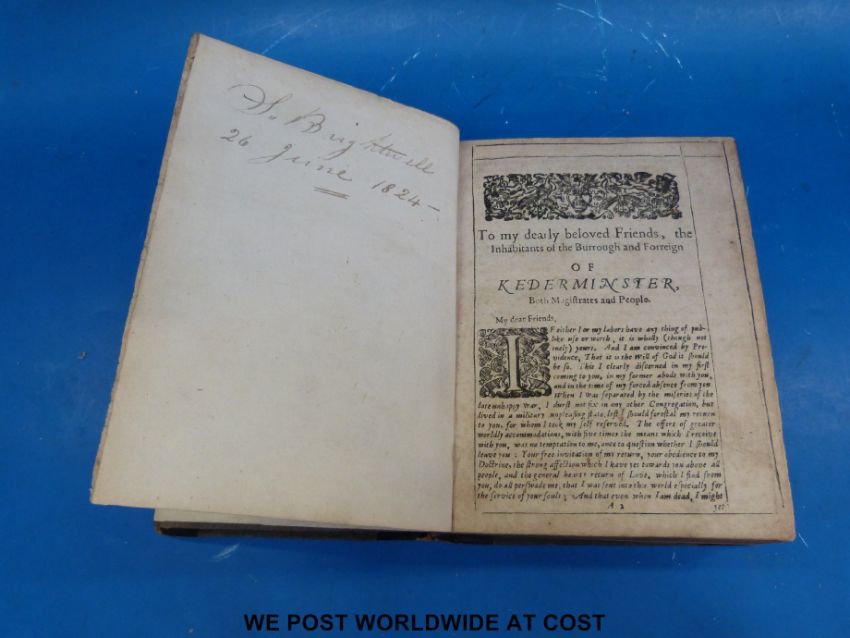 S. Brightwell
26 June 1824 —
To my dearly beloved Friends, the
Inhabitants of the Burrough and Forreign
OF
KEDERMINSTER,
Both Magistrates and People.
My dear Friends,
IF either I or my labors have any thing of pub-
like use or worth, it is wholly (though not
onely) yours. And I am convinced by Pro-
vidence, That it is the Will of God it should
be so. This I clearly discerned in my first
coming to you, in my former abode with you,
and in the time of my forced absence from you
When I was separated by the miseries of the
late unhappy war, I durst not fix in any other Congregation, but
lived in a military unpleasing state, lest I should forestal my return
to you, for whom I took my self reserved. The offers of greater
worldly accommodations, with five times the means which I receive
with you, was no temptation to me, once to question whether I should
leave you: Your free invitation of my return, your obedience to my
Doctrine, the strong affection which I have yet towards you above all
people, and the general hearty return of Love, which I find from
you, do all perswade me, that I was sent into this world especially for
the service of your souls; And that even when I am dead, I might
A 2
yet
WE POST WORLDWIDE AT COST